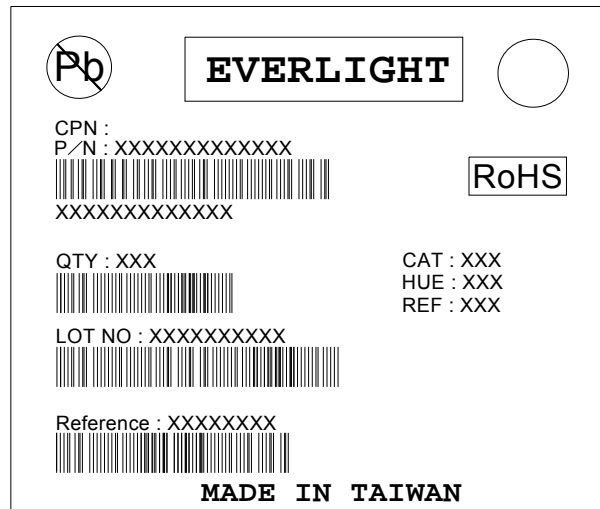 Pb
EVERLIGHT
CPN :
P/N : XXXXXXXXXXXXX
RoHS
XXXXXXXXXXXXX
QTY : XXX
CAT : XXX
HUE : XXX
REF : XXX
LOT NO : XXXXXXXXXX
Reference : XXXXXXXX
MADE IN TAIWAN